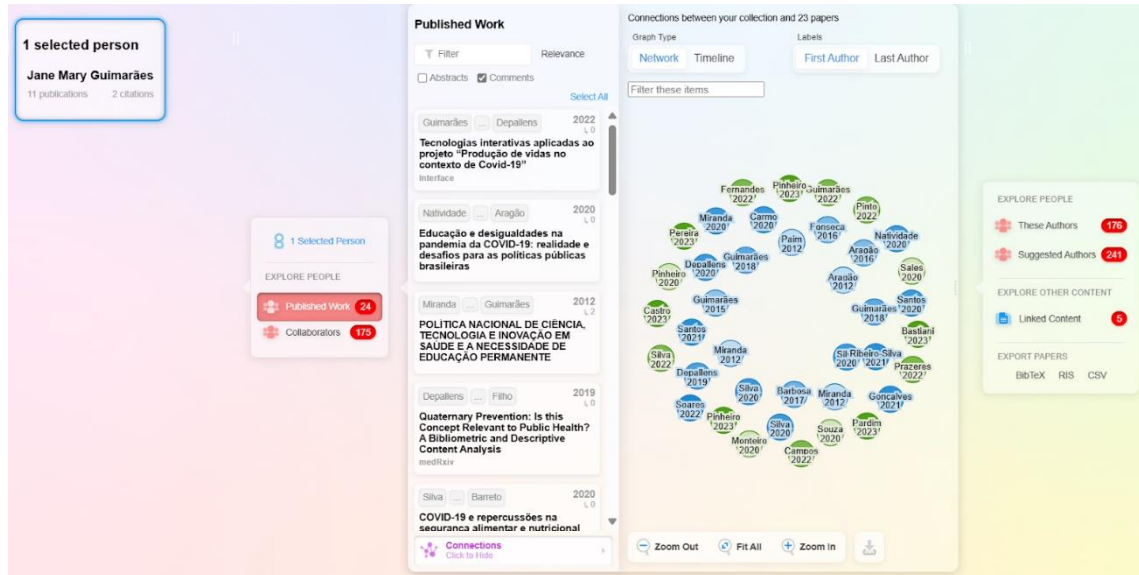 1 selected person
Jane Mary Guimarães
11 publications 2 citations
8 1 Selected Person
EXPLORE PEOPLE
Published Work 24
Collaborators 175
Published Work
Filter Relevance
Abstracts Comments
Select All
Guimarães ... Depallens 2022
0
Tecnologias interativas aplicadas ao
projeto “Produção de vidas no
contexto de Covid-19”
Interface
Natividade ... Aragão 2020
0
Educação e desigualdades na
pandemia da COVID-19: realidade e
desafios para as políticas públicas
brasileiras
Miranda ... Guimarães 2012
2
POLÍTICA NACIONAL DE CIÊNCIA,
TECNOLOGIA E INOVAÇÃO EM
SAÚDE E A NECESSIDADE DE
EDUCAÇÃO PERMANENTE
Depallens ... Filho 2019
0
Quaternary Prevention: Is this
Concept Relevant to Public Health?
A Bibliometric and Descriptive
Content Analysis
medRxiv
Silva ... Barreto 2020
0
COVID-19 e repercussões na
segurança alimentar e nutricional
Connections
Click to Hide
Connections between your collection and 23 papers
Graph Type Labels
Network Timeline First Author Last Author
Filter these items
Fernandes 2022
Pinheiro 2023
Guimarães 2022
Pinto 2022
Miranda 2020
Carmo 2020
Fonseca 2016
Pereira 2023
Paim 2012
Natividade 2020
Aragão 2016
Depallens 2020
Guimarães 2018
Pinheiro 2020
Aragão 2012
Sales 2020
Castro 2023
Guimarães 2015
Guimarães 2018
Santos 2020
Santos 2021
Bastiani 2023
Silva 2022
Miranda 2012
Sil 2020
Ribeiro-Silva 2021
Prazeres 2022
Depallens 2019
Silva 2020
Barbosa 2017
Miranda 2012
Gonçalves 2021
Soares 2022
Pinheiro 2023
Silva 2020
Souza 2020
Pardim 2023
Monteiro 2020
Campos 2022
Zoom Out Fit All Zoom In
EXPLORE PEOPLE
These Authors 176
Suggested Authors 241
EXPLORE OTHER CONTENT
Linked Content 5
EXPORT PAPERS
BibTeX RIS CSV